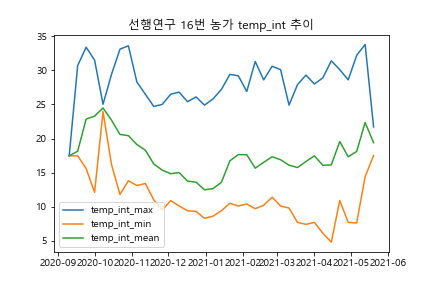 선행연구 16번 농가 temp_int 추이
35
30
25
20
15
10
5
temp_int_max
temp_int_min
temp_int_mean
2020-09 2020-10 2020-11 2020-12 2021-01 2021-02 2021-03 2021-04 2021-05 2021-06